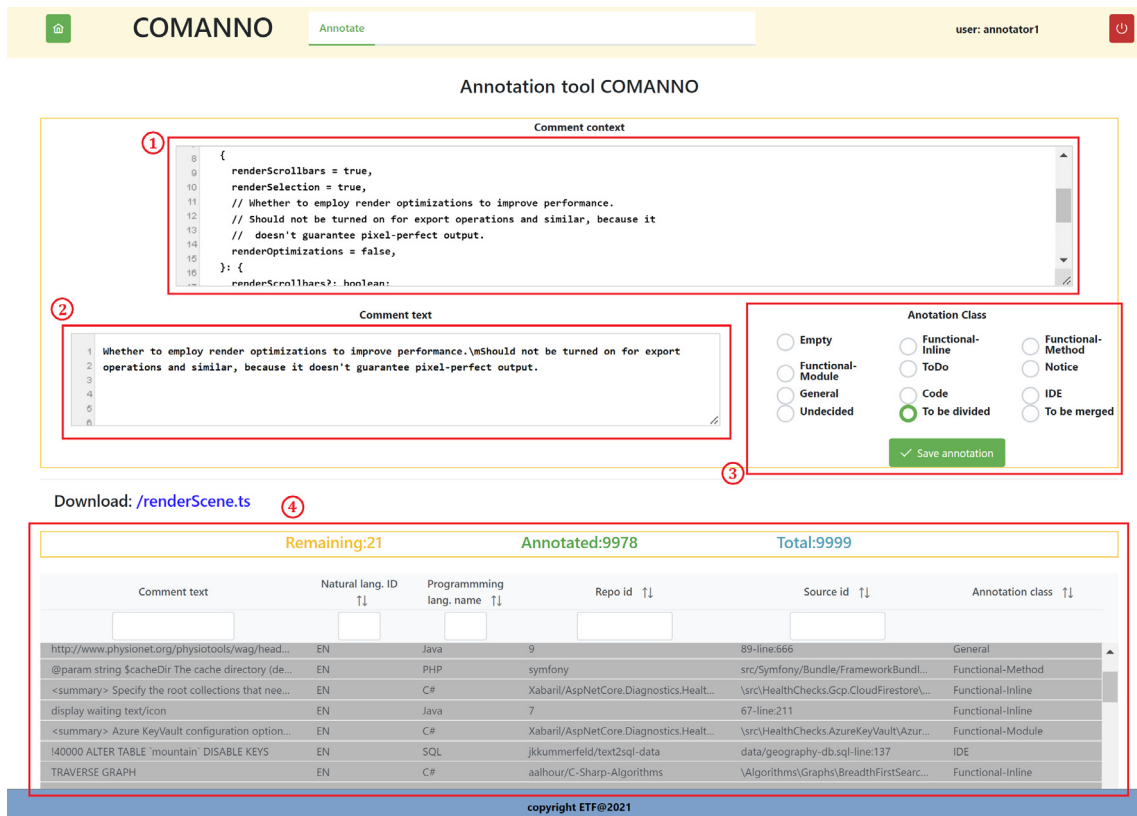 COMANNO
Annotate
user: annotator1
Annotation tool COMANNO
Comment context
1
8 {
9 renderScrollbars = true,
10 renderSelection = true,
11 // Whether to employ render optimizations to improve performance.
12 // Should not be turned on for export operations and similar, because it
13 //  doesn't guarantee pixel-perfect output.
14 renderOptimizations = false,
15 }: {
16 renderScrollbars?: boolean;
2
Comment text
1 Whether to employ render optimizations to improve performance.\mShould not be turned on for export
2 operations and similar, because it doesn't guarantee pixel-perfect output.
3
4
5
6
Anotation Class
Empty
Functional-Inline
Functional-Method
Functional-Module
ToDo
Notice
General
Code
IDE
Undecided
To be divided
To be merged
Save annotation
3
Download: /renderScene.ts
4
Remaining:21 Annotated:9978 Total:9999
Comment text Natural lang. ID Programmming lang. name Repo id Source id Annotation class
http://www.physionet.org/physiotools/wag/head... EN Java 9 89-line:666 General
@param string $cacheDir The cache directory (de... EN PHP symfony src/Symfony/Bundle/FrameworkBundl... Functional-Method
<summary> Specify the root collections that nee... EN C# Xabaril/AspNetCore.Diagnostics.Healt... \src\HealthChecks.Gcp.CloudFirestore\... Functional-Inline
display waiting text/icon EN Java 7 67-line:211 Functional-Inline
<summary> Azure KeyVault configuration option... EN C# Xabaril/AspNetCore.Diagnostics.Healt... \src\HealthChecks.AzureKeyVault\Azur... Functional-Module
!40000 ALTER TABLE `mountain` DISABLE KEYS EN SQL jkkummerfeld/text2sql-data data/geography-db.sql-line:137 IDE
TRAVERSE GRAPH EN C# aalhour/C-Sharp-Algorithms \Algorithms\Graphs\BreadthFirstSearc... Functional-Inline
copyright ETF@2021